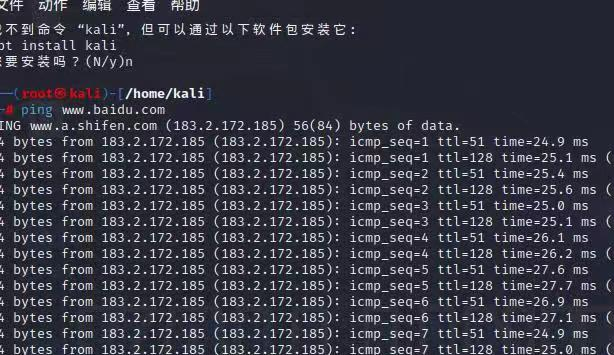 文件 动作 编辑 查看 帮助
找不到命令 “kali”，但可以通过以下软件包安装它：
pt install kali
要安装吗？(N/y)n
(root㉿kali)-[/home/kali]
# ping www.baidu.com
ING www.a.shifen.com (183.2.172.185) 56(84) bytes of data.
4 bytes from 183.2.172.185 (183.2.172.185): icmp_seq=1 ttl=51 time=24.9 ms
4 bytes from 183.2.172.185 (183.2.172.185): icmp_seq=1 ttl=128 time=25.1 ms (
4 bytes from 183.2.172.185 (183.2.172.185): icmp_seq=2 ttl=51 time=25.4 ms
4 bytes from 183.2.172.185 (183.2.172.185): icmp_seq=2 ttl=128 time=25.6 ms (
4 bytes from 183.2.172.185 (183.2.172.185): icmp_seq=3 ttl=51 time=25.0 ms
4 bytes from 183.2.172.185 (183.2.172.185): icmp_seq=3 ttl=128 time=25.1 ms (
4 bytes from 183.2.172.185 (183.2.172.185): icmp_seq=4 ttl=51 time=26.1 ms
4 bytes from 183.2.172.185 (183.2.172.185): icmp_seq=4 ttl=128 time=26.2 ms (
4 bytes from 183.2.172.185 (183.2.172.185): icmp_seq=5 ttl=51 time=27.6 ms
4 bytes from 183.2.172.185 (183.2.172.185): icmp_seq=5 ttl=128 time=27.7 ms (
4 bytes from 183.2.172.185 (183.2.172.185): icmp_seq=6 ttl=51 time=26.9 ms
4 bytes from 183.2.172.185 (183.2.172.185): icmp_seq=6 ttl=128 time=27.1 ms (
4 bytes from 183.2.172.185 (183.2.172.185): icmp_seq=7 ttl=51 time=24.9 ms
4 bytes from 183.2.172.185 (183.2.172.185): icmp_seq=7 ttl=128 time=25.0 ms (